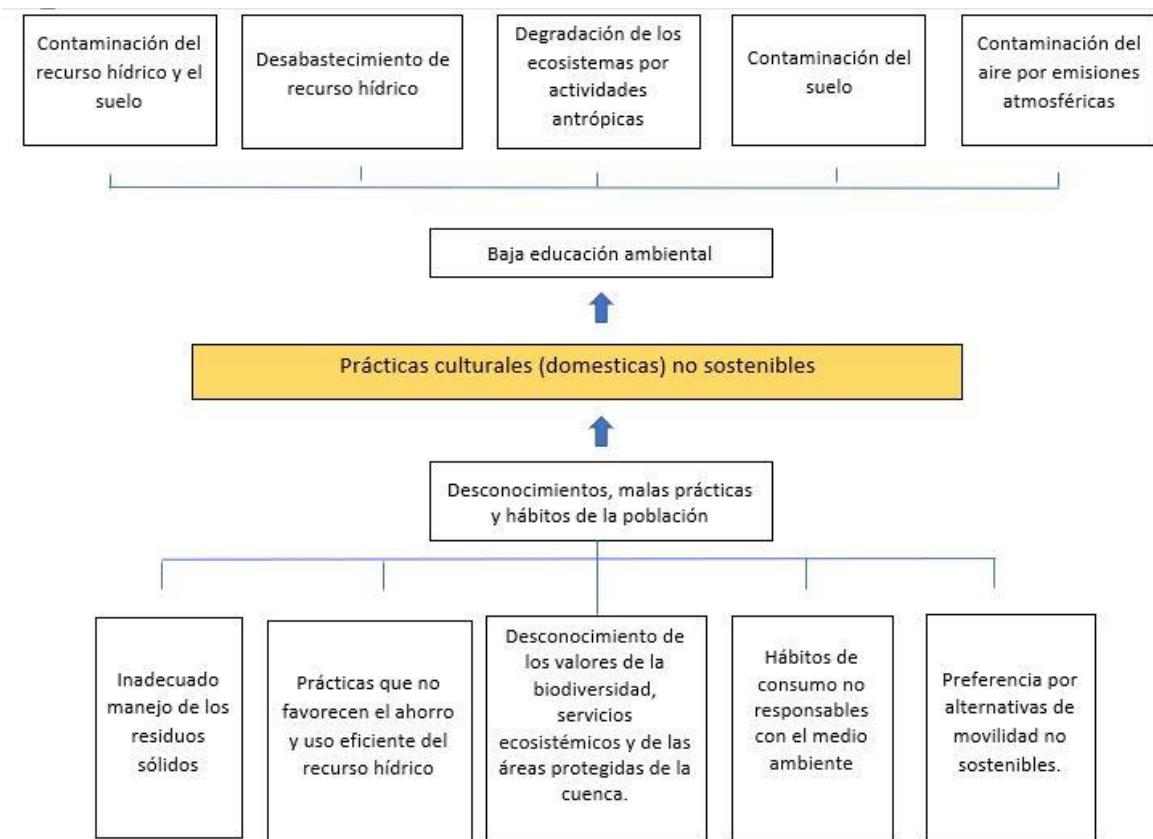 Contaminación del
recurso hídrico y el
suelo
Desabastecimiento de
recurso hídrico
Degradación de los
ecosistemas por
actividades
antrópicas
Contaminación del
suelo
Contaminación del
aire por emisiones
atmosféricas
Baja educación ambiental
Prácticas culturales (domesticas) no sostenibles
Desconocimientos, malas prácticas
y hábitos de la población
Inadecuado
manejo de los
residuos
sólidos
Prácticas que no
favorecen el ahorro
y uso eficiente del
recurso hídrico
Desconocimiento de
los valores de la
biodiversidad,
servicios
ecosistémicos y de las
áreas protegidas de la
cuenca.
Hábitos de
consumo no
responsables
con el medio
ambiente
Preferencia por
alternativas de
movilidad no
sostenibles.